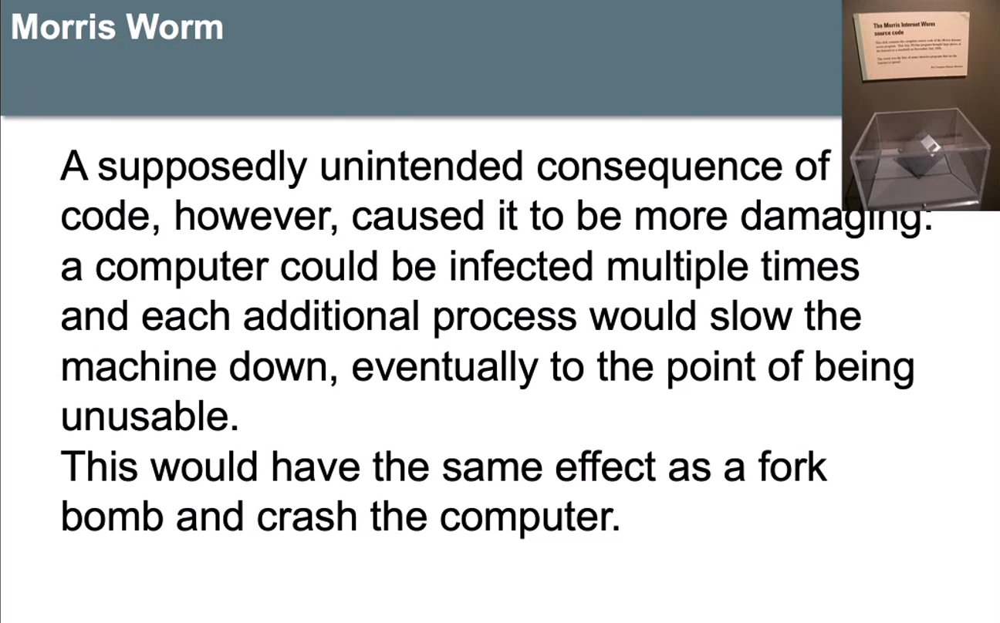 Morris Worm
The Morris Internet Worm
source code
A supposedly unintended consequence of
code, however, caused it to be more damaging:
a computer could be infected multiple times
and each additional process would slow the
machine down, eventually to the point of being
unusable.
This would have the same effect as a fork
bomb and crash the computer.